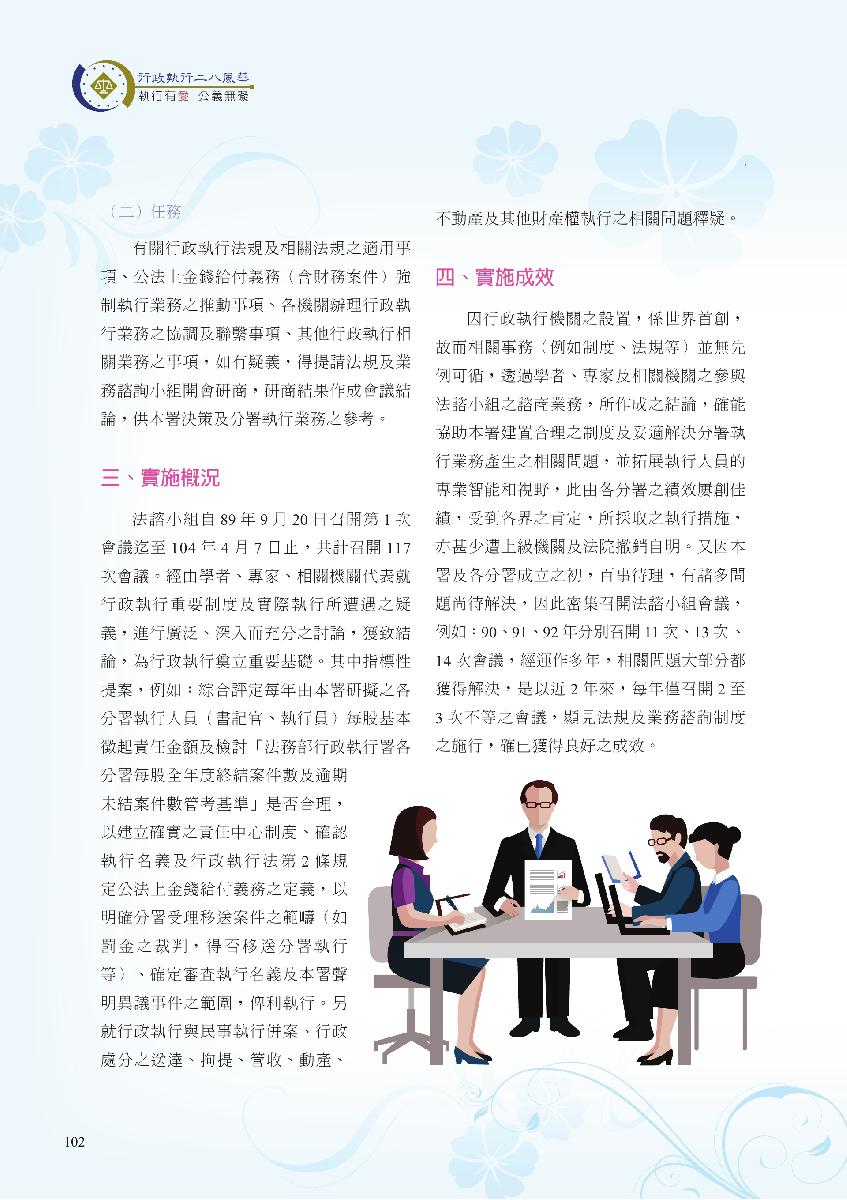 行政執行二八風華
執行有愛 公義無礙
（二）任務
有關行政執行法規及相關法規之適用事
項、公法上金錢給付義務（含財務案件）強
制執行業務之推動事項、各機關辦理行政執
行業務之協調及聯繫事項、其他行政執行相
關業務之事項，如有疑義，得提請法規及業
務諮詢小組開會研商，研商結果作成會議結
論，供本署決策及分署執行業務之參考。
三、實施概況
法諮小組自 89 年 9 月 20 日召開第 1 次
會議迄至 104 年 4 月 7 日止，共計召開 117
次會議。經由學者、專家、相關機關代表就
行政執行重要制度及實際執行所遭遇之疑
義，進行廣泛、深入而充分之討論，獲致結
論，為行政執行奠立重要基礎。其中指標性
提案，例如：綜合評定每年由本署研擬之各
分署執行人員（書記官、執行員）每股基本
徵起責任金額及檢討「法務部行政執行署各
分署每股全年度終結案件數及逾期
未結案件數管考基準」是否合理，
以建立確實之責任中心制度、確認
執行名義及行政執行法第 2 條規
定公法上金錢給付義務之定義，以
明確分署受理移送案件之範疇（如
罰金之裁判，得否移送分署執行
等）、確定審查執行名義及本署聲
明異議事件之範圍，俾利執行。另
就行政執行與民事執行併案、行政
處分之送達、拘提、管收、動產、
不動產及其他財產權執行之相關問題釋疑。
四、實施成效
因行政執行機關之設置，係世界首創，
故而相關事務（例如制度、法規等）並無先
例可循，透過學者、專家及相關機關之參與
法諮小組之諮商業務，所作成之結論，確能
協助本署建置合理之制度及妥適解決分署執
行業務產生之相關問題，並拓展執行人員的
專業智能和視野，此由各分署之績效屢創佳
績，受到各界之肯定，所採取之執行措施，
亦甚少遭上級機關及法院撤銷自明。又因本
署及各分署成立之初，百事待理，有諸多問
題尚待解決，因此密集召開法諮小組會議，
例如：90、91、92 年分別召開 11 次、13 次、
14 次會議，經運作多年，相關問題大部分都
獲得解決，是以近 2 年來，每年僅召開 2 至
3 次不等之會議，顯見法規及業務諮詢制度
之施行，確已獲得良好之成效。
102